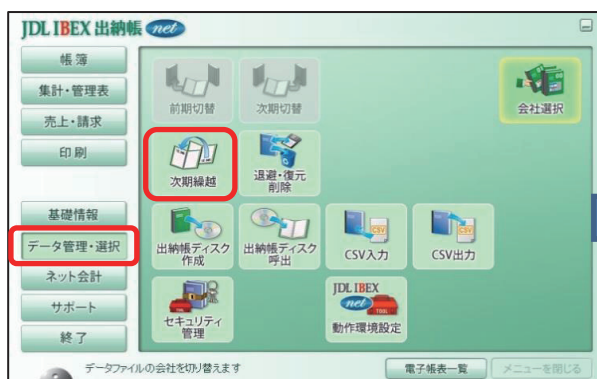 JDL IBEX 出納帳 net
帳簿
集計・管理表
売上・請求
印刷
基礎情報
データ管理・選択
ネット会計
サポート
終了
前期切替
次期切替
会社選択
次期繰越
退避・復元
削除
出納帳ディスク
作成
出納帳ディスク
呼出
CSV
CSV入力
CSV
CSV出力
セキュリティ
管理
JDL IBEX
net
TOOL
動作環境設定
データファイルの会社を切り替えます
電子帳表一覧
メニューを閉じる